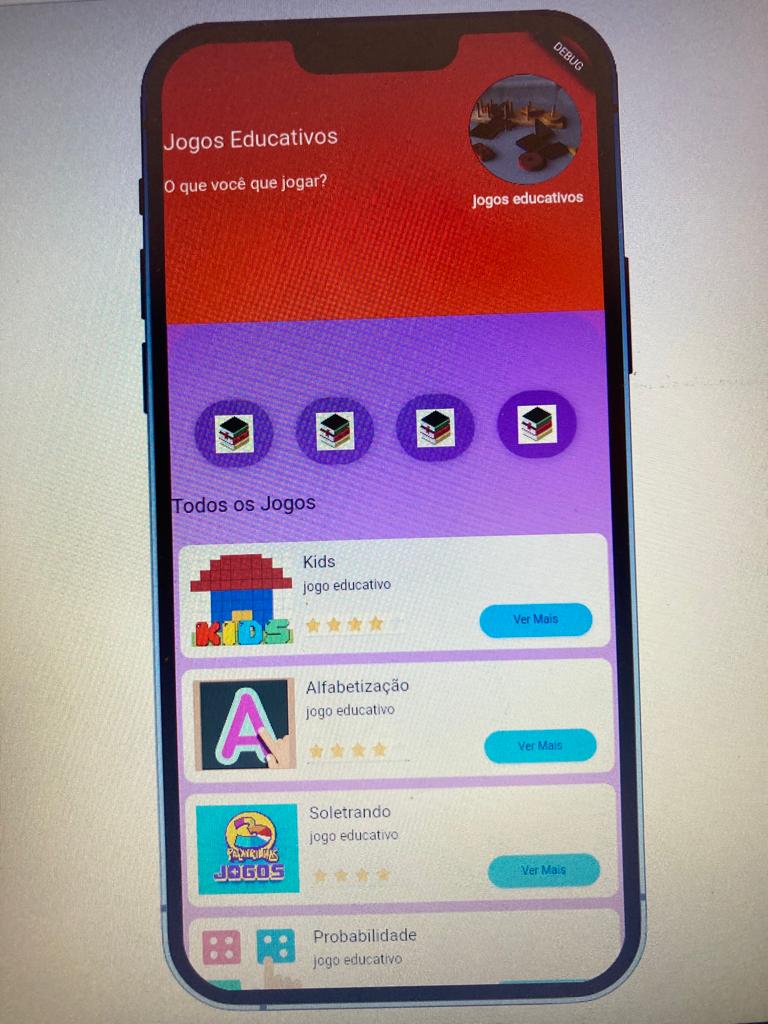 DEBUG
Jogos Educativos
O que você que jogar?
jogos educativos
Todos os Jogos
Kids
jogo educativo
KIDS
Ver Mais
Alfabetização
jogo educativo
A
Ver Mais
Soletrando
jogo educativo
JOGOS
Ver Mais
Probabilidade
jogo educativo